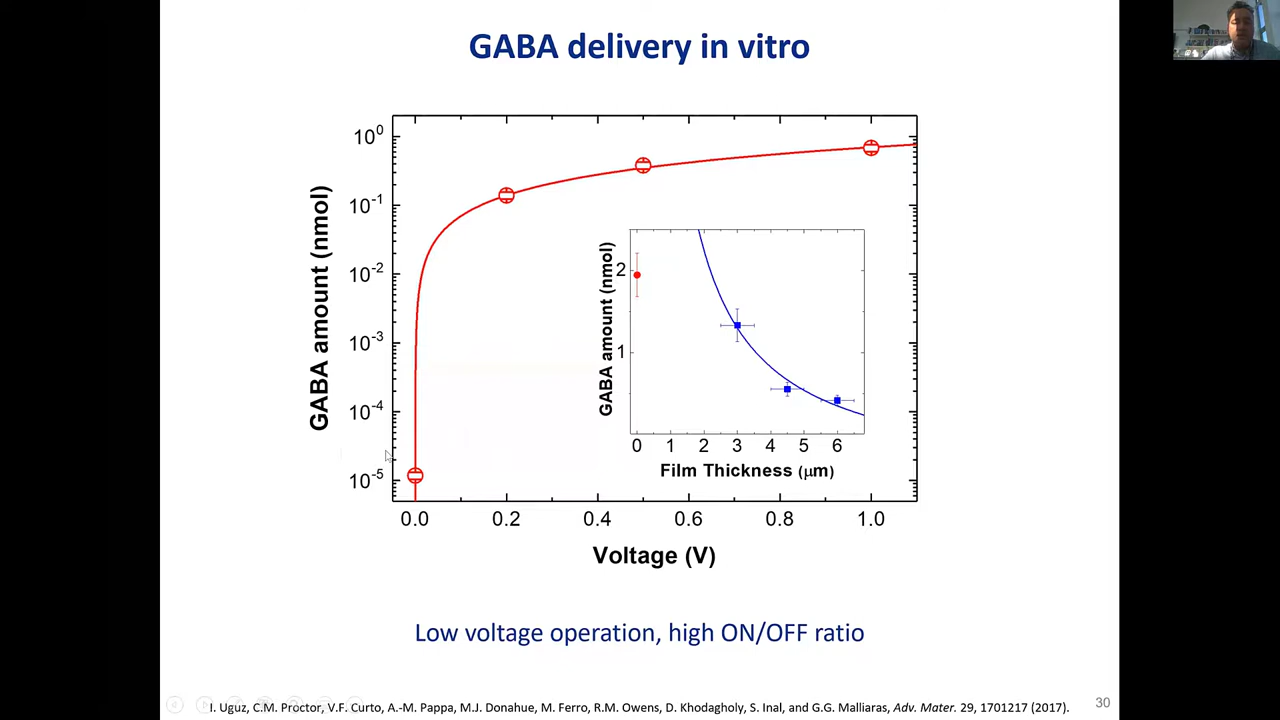 GABA delivery in vitro
GABA amount (nmol)
10⁰
10⁻¹
10⁻²
10⁻³
10⁻⁴
10⁻⁵
0.0 0.2 0.4 0.6 0.8 1.0
Voltage (V)
GABA amount (nmol)
2
1
0 1 2 3 4 5 6
Film Thickness (μm)
Low voltage operation, high ON/OFF ratio
I. Uguz, C.M. Proctor, V.F. Curto, A.-M. Pappa, M.J. Donahue, M. Ferro, R.M. Owens, D. Khodagholy, S. Inal, and G.G. Malliaras, Adv. Mater. 29, 1701217 (2017).
30